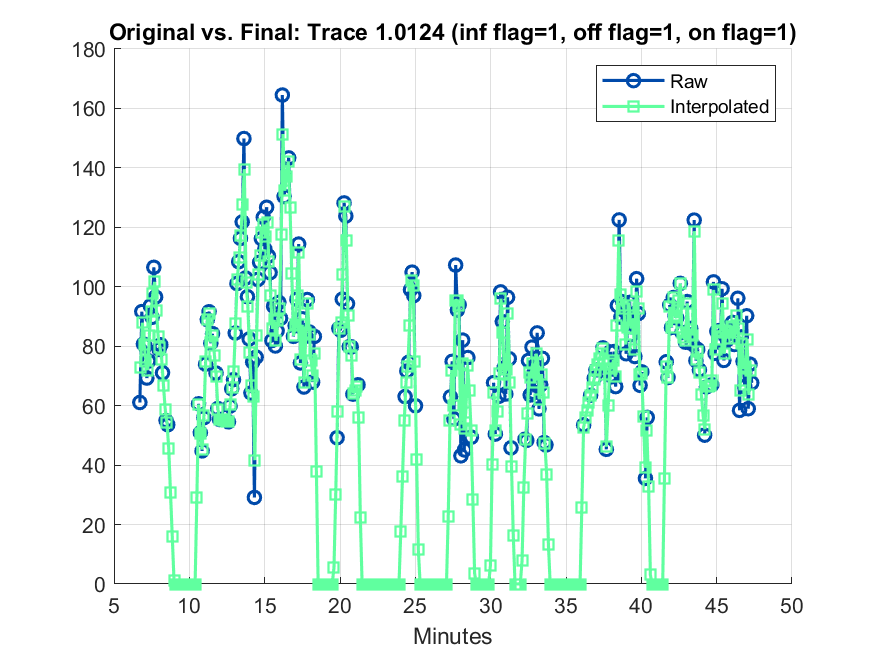 Original vs. Final: Trace 1.0124 (inf flag=1, off flag=1, on flag=1)
180
160
140
120
100
80
60
40
20
0
Raw
Interpolated
5 10 15 20 25 30 35 40 45 50
Minutes